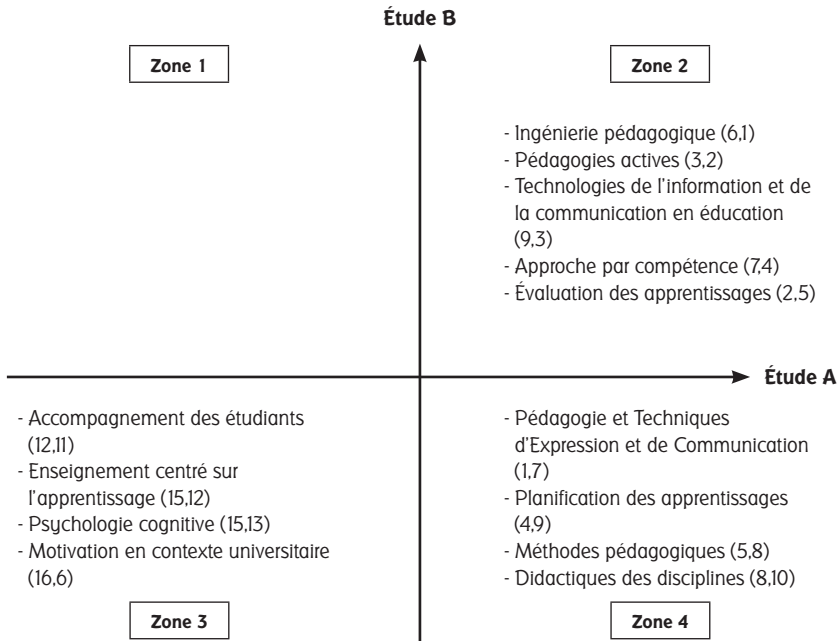 Étude B
Zone 1
Zone 2
- Ingénierie pédagogique (6,1)
- Pédagogies actives (3,2)
- Technologies de l'information et de
la communication en éducation
(9,3)
- Approche par compétence (7,4)
- Évaluation des apprentissages (2,5)
Étude A
- Accompagnement des étudiants
(12,11)
- Enseignement centré sur
l'apprentissage (15,12)
- Psychologie cognitive (15,13)
- Motivation en contexte universitaire
(16,6)
Zone 3
- Pédagogie et Techniques
d'Expression et de Communication
(1,7)
- Planification des apprentissages
(4,9)
- Méthodes pédagogiques (5,8)
- Didactiques des disciplines (8,10)
Zone 4